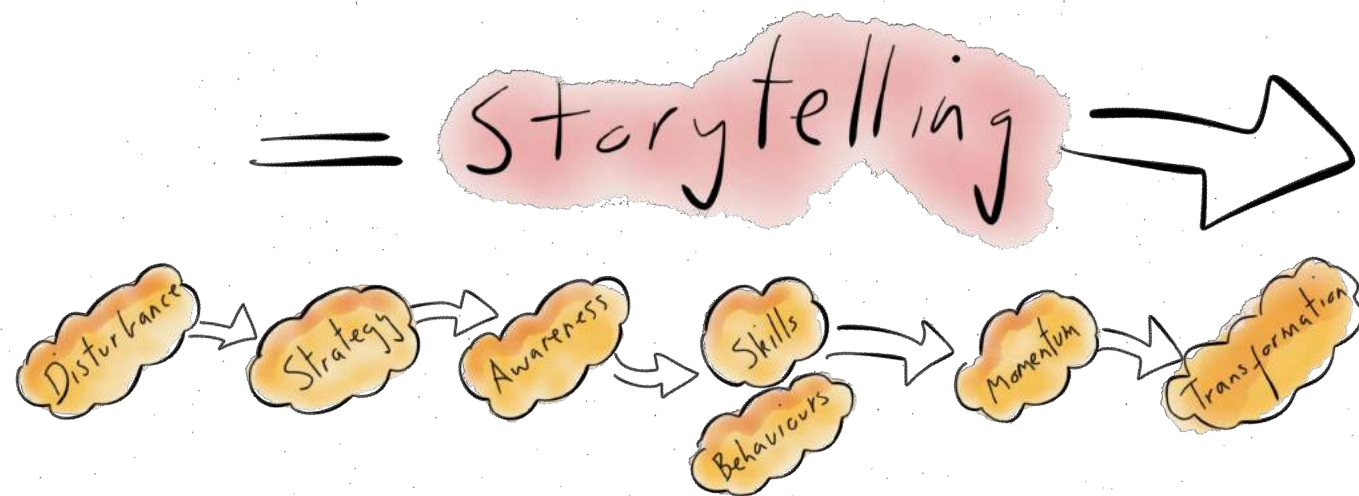 = Storytelling
Disturbance
Strategy
Awareness
Skills
Behaviours
Momentum
Transformation